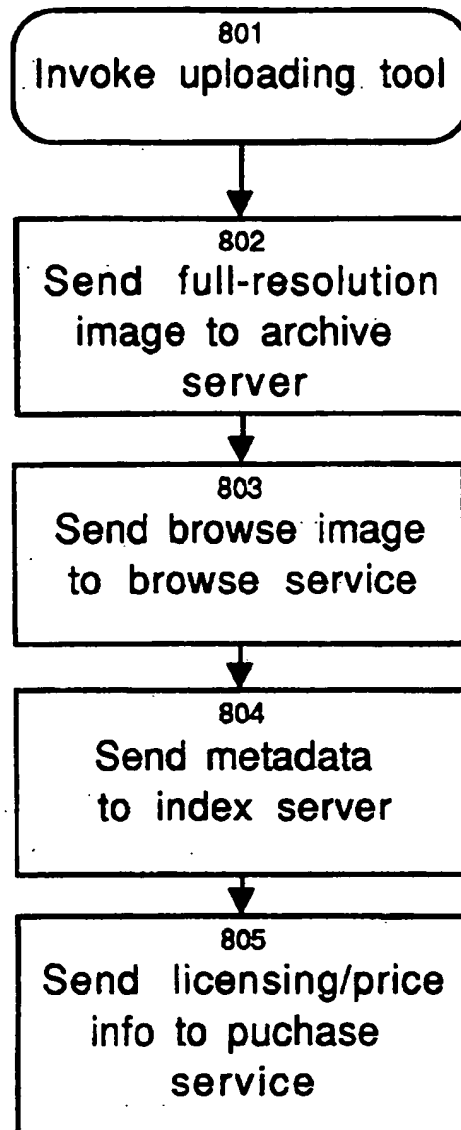 801
Invoke uploading tool
802
Send full-resolution
image to archive
server
803
Send browse image
to browse service
804
Send metadata
to index server
805
Send licensing/price
info to puchase
service